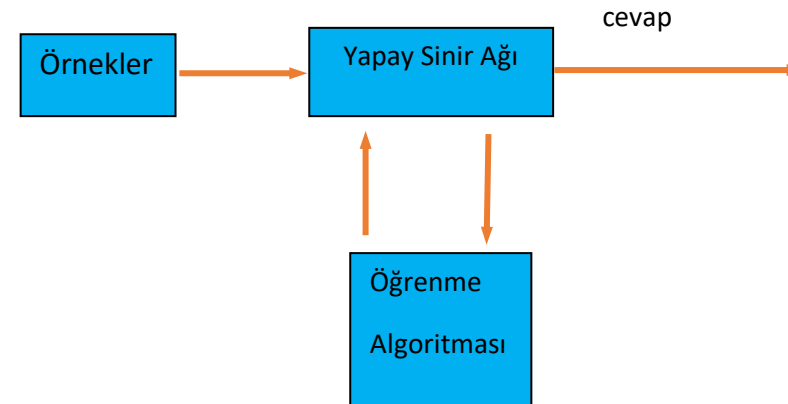 cevap
Örnekler
Yapay Sinir Ağı
Öğrenme
Algoritması